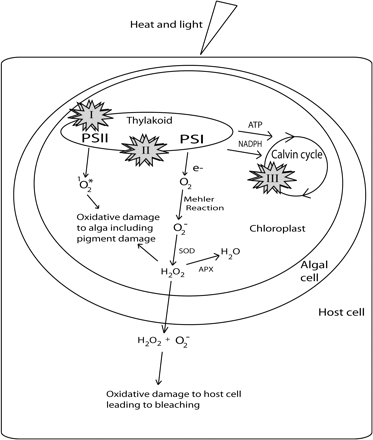 Heat and light
I
Thylakoid
PSII
PSI
II
ATP
NADPH
Calvin cycle
III
e-
¹O₂*
O₂
Mehler
Reaction
Oxidative damage
to alga including
pigment damage
O₂⁻
Chloroplast
SOD
H₂O
H₂O₂
APX
Algal
cell
Host cell
H₂O₂ + O₂⁻
Oxidative damage to host cell
leading to bleaching